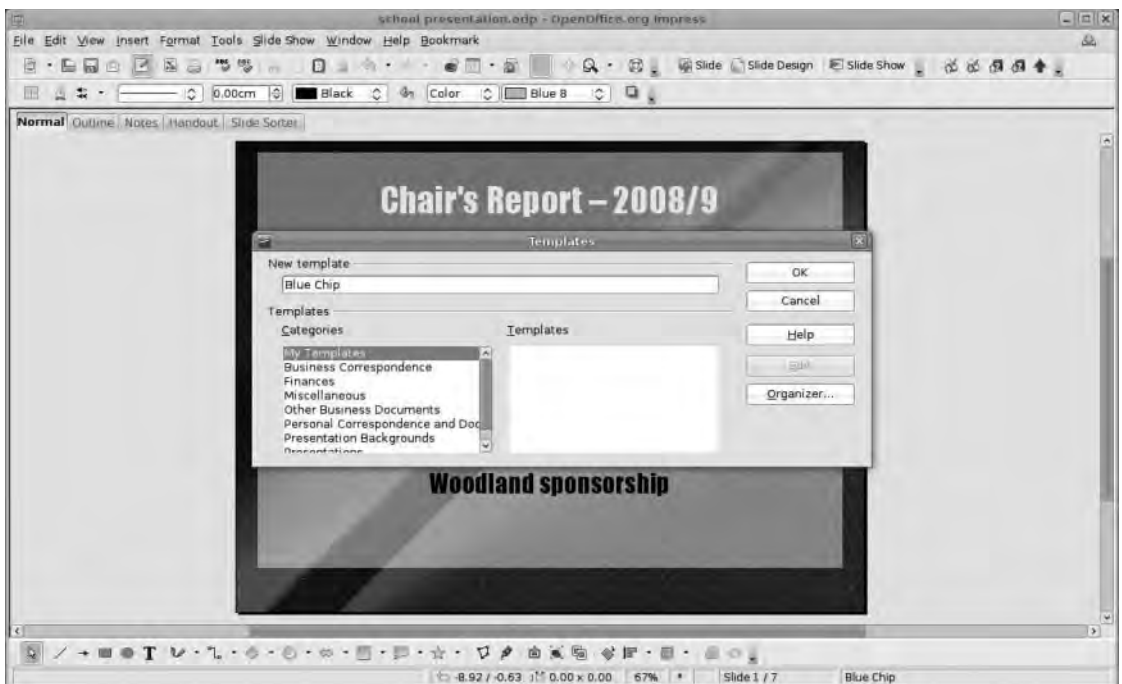 school presentation.odp - OpenOffice.org Impress
File Edit View Insert Format Tools Slide Show Window Help Bookmark
Slide Slide Design Slide Show
0.00cm Black Color Blue 8
Normal Outline Notes Handout Slide Sorter
Chair's Report – 2008/9
Templates
New template
Blue Chip
OK
Cancel
Templates
Categories
Templates
Help
My Templates
Business Correspondence
Edit
Finances
Miscellaneous
Organizer...
Other Business Documents
Personal Correspondence and Doc
Presentation Backgrounds
Presentations
Woodland sponsorship
-8.92 / -0.63 0.00 x 0.00 67% * Slide 1 / 7 Blue Chip